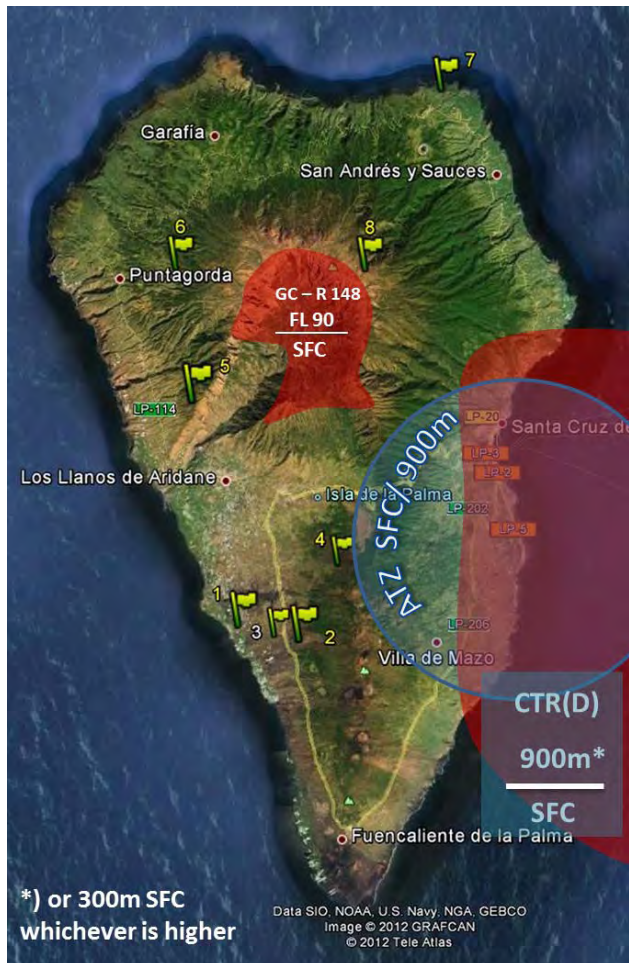 7
Garafía
San Andrés y Sauces
6
8
Puntagorda
GC – R 148
FL 90
SFC
5
LP-114
LP-20
Santa Cruz de
LP-3
LP-2
Los Llanos de Aridane
Isla de la Palma
ATZ SFC/ 900m
LP-202
LP-5
4
1
3
2
LP-206
Villa de Mazo
CTR(D)
900m*
SFC
Fuencaliente de la Palma
*) or 300m SFC
whichever is higher
Data SIO, NOAA, U.S. Navy, NGA, GEBCO
Image © 2012 GRAFCAN
© 2012 Tele Atlas